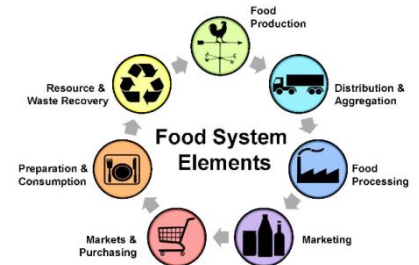 Food
Production
Distribution &
Aggregation
Food
Processing
Marketing
Markets &
Purchasing
Preparation &
Consumption
Resource &
Waste Recovery
Food System
Elements